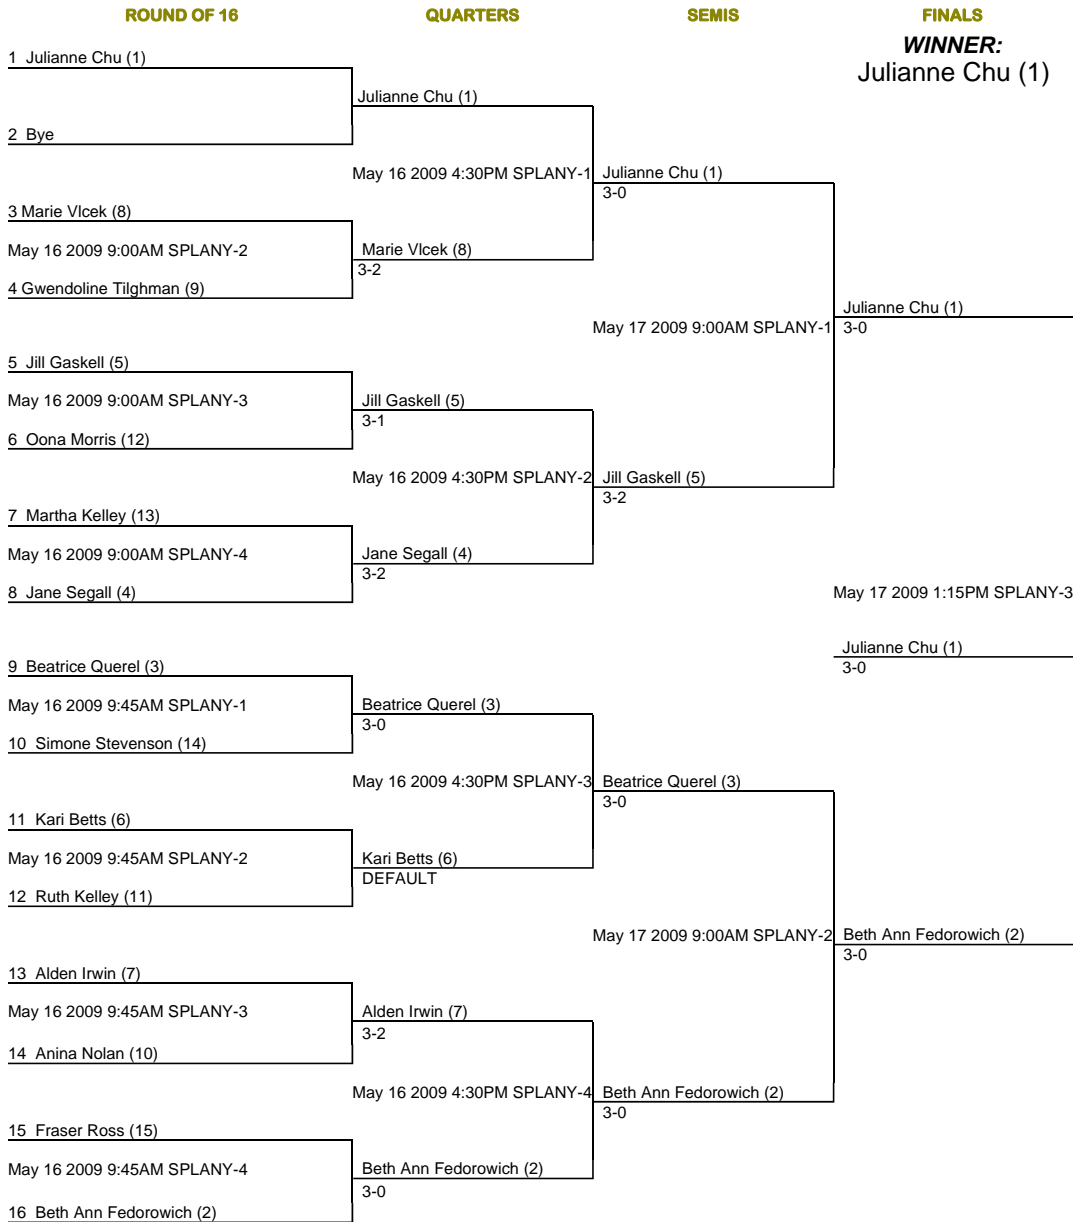 ROUND OF 16 QUARTERS SEMIS FINALS
WINNER:
Julianne Chu (1)
1 Julianne Chu (1)
Julianne Chu (1)
2 Bye
May 16 2009 4:30PM SPLANY-1 Julianne Chu (1)
3-0
3 Marie Vlcek (8)
May 16 2009 9:00AM SPLANY-2 Marie Vlcek (8)
3-2
4 Gwendoline Tilghman (9)
Julianne Chu (1)
May 17 2009 9:00AM SPLANY-1 3-0
5 Jill Gaskell (5)
May 16 2009 9:00AM SPLANY-3 Jill Gaskell (5)
3-1
6 Oona Morris (12)
May 16 2009 4:30PM SPLANY-2 Jill Gaskell (5)
3-2
7 Martha Kelley (13)
May 16 2009 9:00AM SPLANY-4 Jane Segall (4)
3-2
8 Jane Segall (4) May 17 2009 1:15PM SPLANY-3
Julianne Chu (1)
3-0
9 Beatrice Querel (3)
May 16 2009 9:45AM SPLANY-1 Beatrice Querel (3)
3-0
10 Simone Stevenson (14)
May 16 2009 4:30PM SPLANY-3 Beatrice Querel (3)
3-0
11 Kari Betts (6)
May 16 2009 9:45AM SPLANY-2 Kari Betts (6)
DEFAULT
12 Ruth Kelley (11)
May 17 2009 9:00AM SPLANY-2 Beth Ann Fedorowich (2)
3-0
13 Alden Irwin (7)
May 16 2009 9:45AM SPLANY-3 Alden Irwin (7)
3-2
14 Anina Nolan (10)
May 16 2009 4:30PM SPLANY-4 Beth Ann Fedorowich (2)
3-0
15 Fraser Ross (15)
May 16 2009 9:45AM SPLANY-4 Beth Ann Fedorowich (2)
3-0
16 Beth Ann Fedorowich (2)